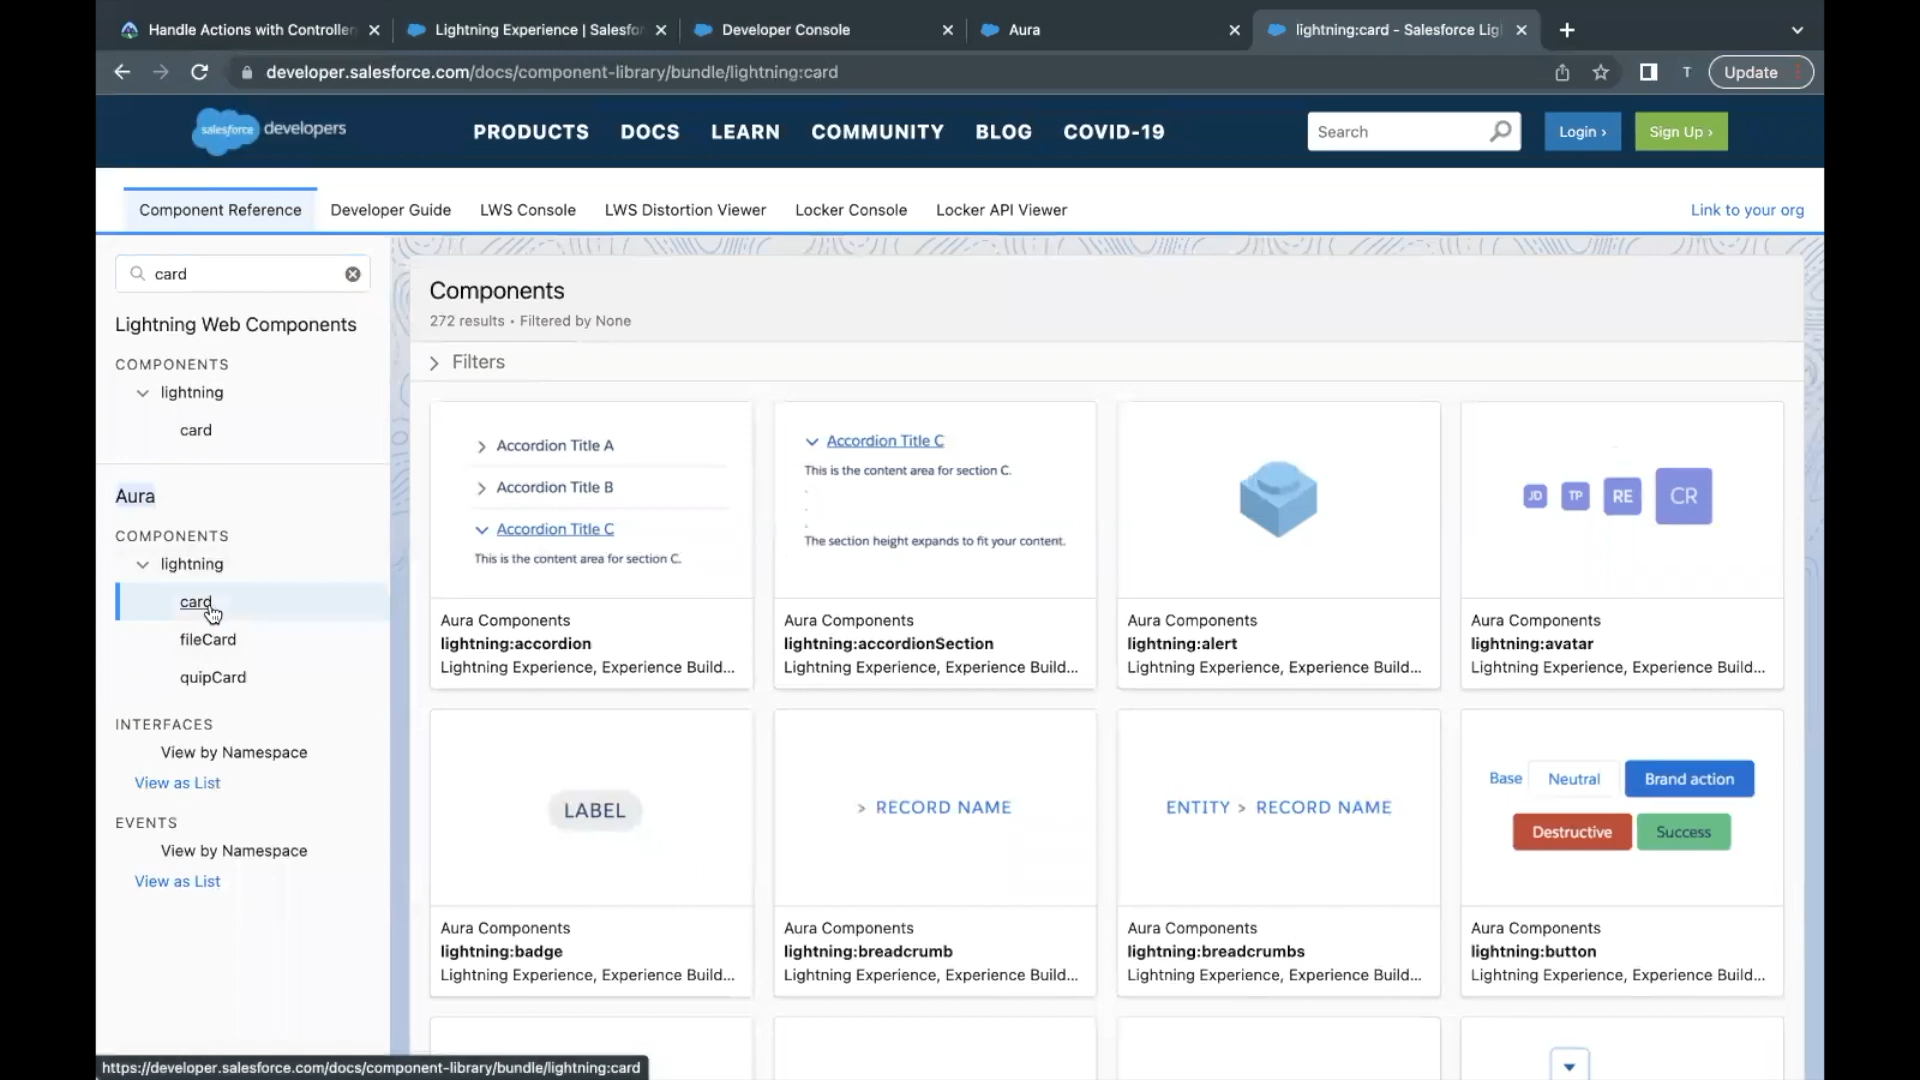 Handle Actions with Controller
Lightning Experience | Salesfo
Developer Console
Aura
lightning:card - Salesforce Lig
developer.salesforce.com/docs/component-library/bundle/lightning:card
T
Update
salesforce developers
PRODUCTS
DOCS
LEARN
COMMUNITY
BLOG
COVID-19
Search
Login ›
Sign Up ›
Component Reference
Developer Guide
LWS Console
LWS Distortion Viewer
Locker Console
Locker API Viewer
Link to your org
card
Lightning Web Components
COMPONENTS
lightning
card
Aura
COMPONENTS
lightning
card
fileCard
quipCard
INTERFACES
View by Namespace
View as List
EVENTS
View by Namespace
View as List
Components
272 results • Filtered by None
Filters
Accordion Title A
Accordion Title B
Accordion Title C
This is the content area for section C.
Aura Components
lightning:accordion
Lightning Experience, Experience Build...
Accordion Title C
This is the content area for section C.
.
.
.
The section height expands to fit your content.
Aura Components
lightning:accordionSection
Lightning Experience, Experience Build...
Aura Components
lightning:alert
Lightning Experience, Experience Build...
JD TP RE CR
Aura Components
lightning:avatar
Lightning Experience, Experience Build...
LABEL
Aura Components
lightning:badge
Lightning Experience, Experience Build...
> RECORD NAME
Aura Components
lightning:breadcrumb
Lightning Experience, Experience Build...
ENTITY > RECORD NAME
Aura Components
lightning:breadcrumbs
Lightning Experience, Experience Build...
Base Neutral Brand action
Destructive Success
Aura Components
lightning:button
Lightning Experience, Experience Build...
https://developer.salesforce.com/docs/component-library/bundle/lightning:card